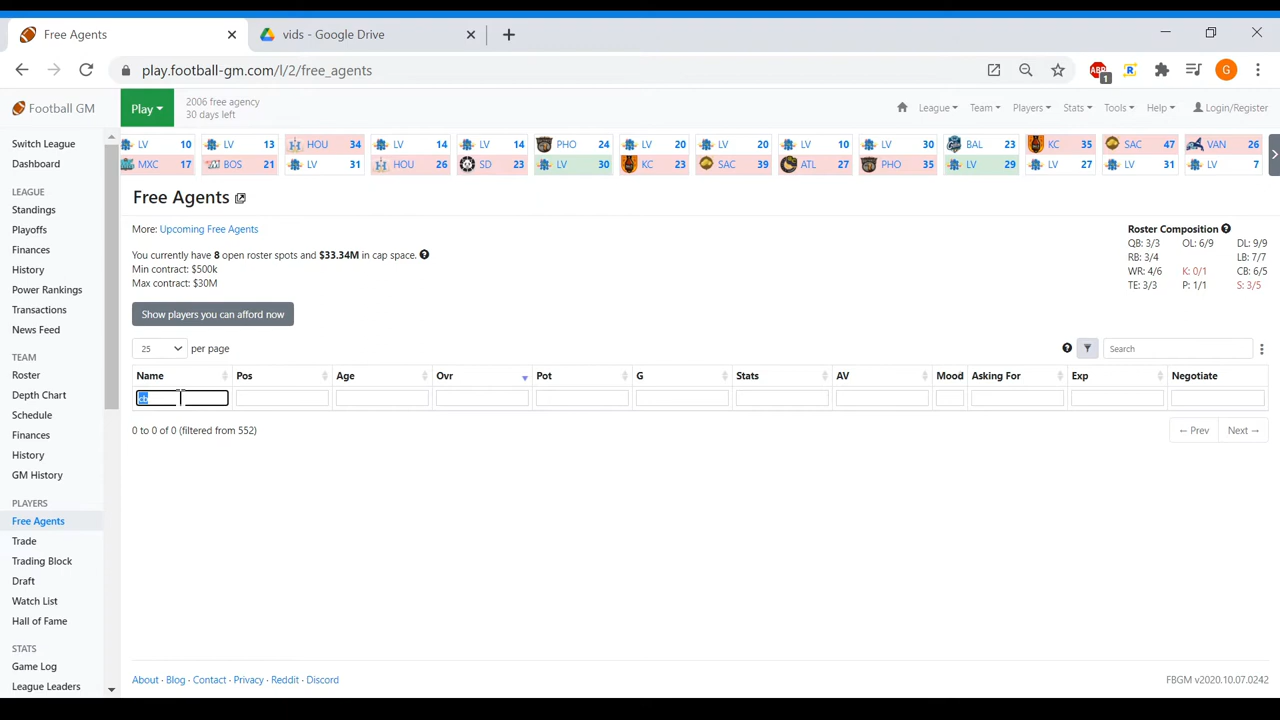 Free Agents
vids - Google Drive
play.football-gm.com/l/2/free_agents
ABP
1
G
Football GM
Play
2006 free agency
30 days left
League
Team
Players
Stats
Tools
Help
Login/Register
LV 10
MXC 17
LV 13
BOS 21
HOU 34
LV 31
LV 14
HOU 26
LV 14
SD 23
PHO 24
LV 30
LV 20
KC 23
LV 20
SAC 39
LV 10
ATL 27
LV 30
PHO 35
BAL 23
LV 29
KC 35
LV 27
SAC 47
LV 31
VAN 26
LV 7
Switch League
Dashboard
LEAGUE
Standings
Playoffs
Finances
History
Power Rankings
Transactions
News Feed
TEAM
Roster
Depth Chart
Schedule
Finances
History
GM History
PLAYERS
Free Agents
Trade
Trading Block
Draft
Watch List
Hall of Fame
STATS
Game Log
League Leaders
Free Agents
More: Upcoming Free Agents
You currently have 8 open roster spots and $33.34M in cap space.
Min contract: $500k
Max contract: $30M
Roster Composition
QB: 3/3 OL: 6/9 DL: 9/9
RB: 3/4 LB: 7/7
WR: 4/6 K: 0/1 CB: 6/5
TE: 3/3 P: 1/1 S: 3/5
Show players you can afford now
25 per page
Search
Name Pos Age Ovr Pot G Stats AV Mood Asking For Exp Negotiate
cb
0 to 0 of 0 (filtered from 552)
← Prev Next →
About · Blog · Contact · Privacy · Reddit · Discord
FBGM v2020.10.07.0242